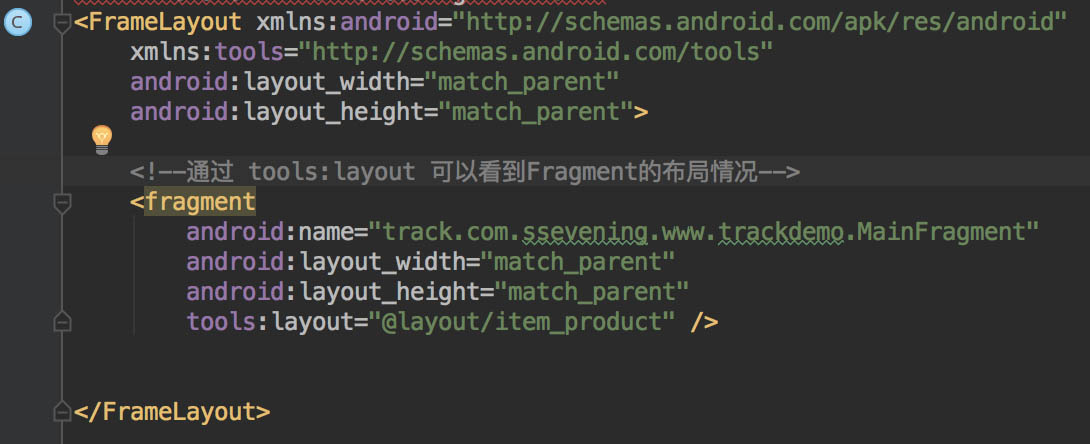 C
<FrameLayout xmlns:android="http://schemas.android.com/apk/res/android"
    xmlns:tools="http://schemas.android.com/tools"
    android:layout_width="match_parent"
    android:layout_height="match_parent">
    <!--通过 tools:layout 可以看到Fragment的布局情况-->
    <fragment
        android:name="track.com.ssevening.www.trackdemo.MainFragment"
        android:layout_width="match_parent"
        android:layout_height="match_parent"
        tools:layout="@layout/item_product" />
</FrameLayout>